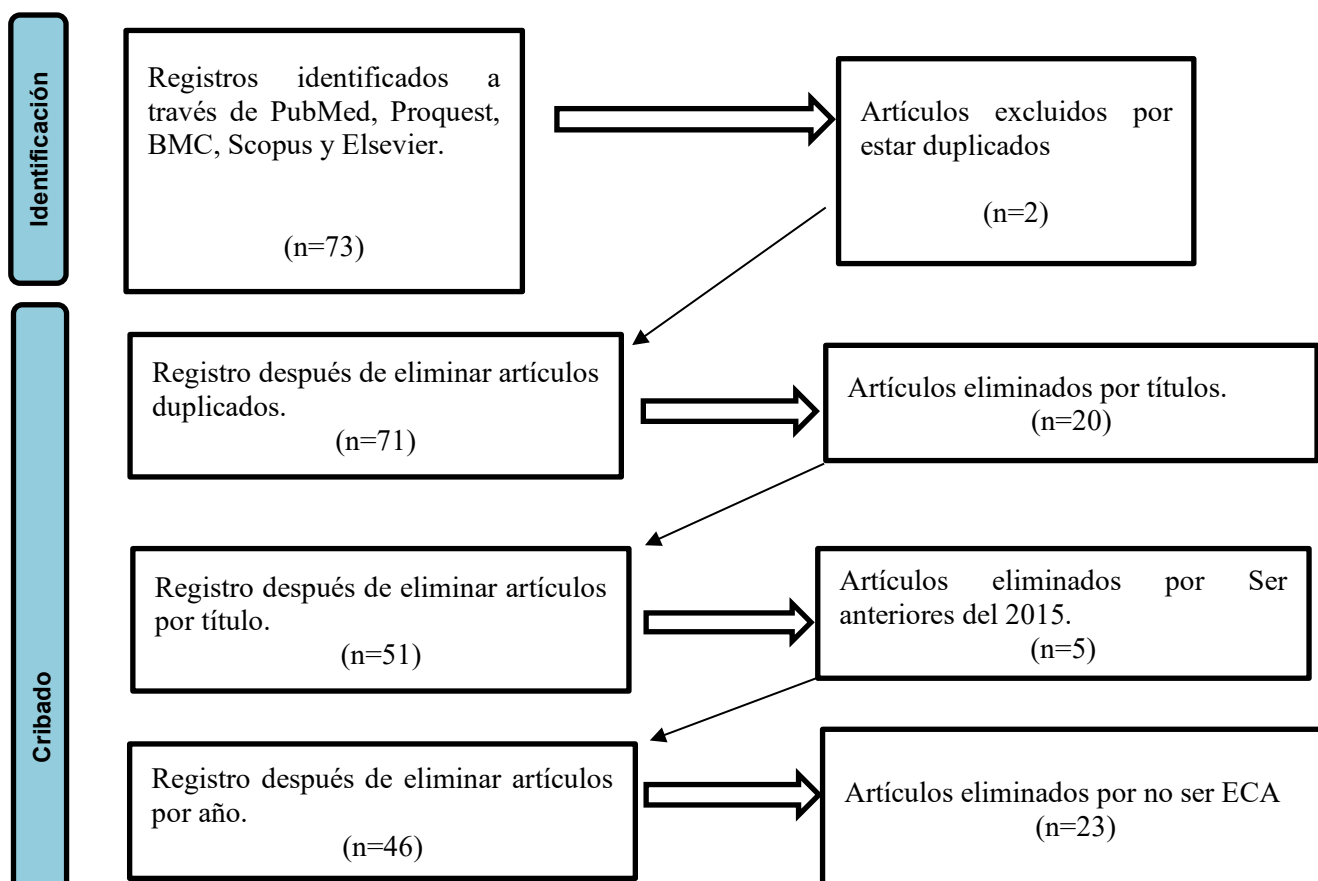 Identificación
Registros identificados a
través de PubMed, Proquest,
BMC, Scopus y Elsevier.
(n=73)
Artículos excluidos por
estar duplicados
(n=2)
Cribado
Registro después de eliminar artículos
duplicados.
(n=71)
Artículos eliminados por títulos.
(n=20)
Registro después de eliminar artículos
por título.
(n=51)
Artículos eliminados por Ser
anteriores del 2015.
(n=5)
Registro después de eliminar artículos
por año.
(n=46)
Artículos eliminados por no ser ECA
(n=23)